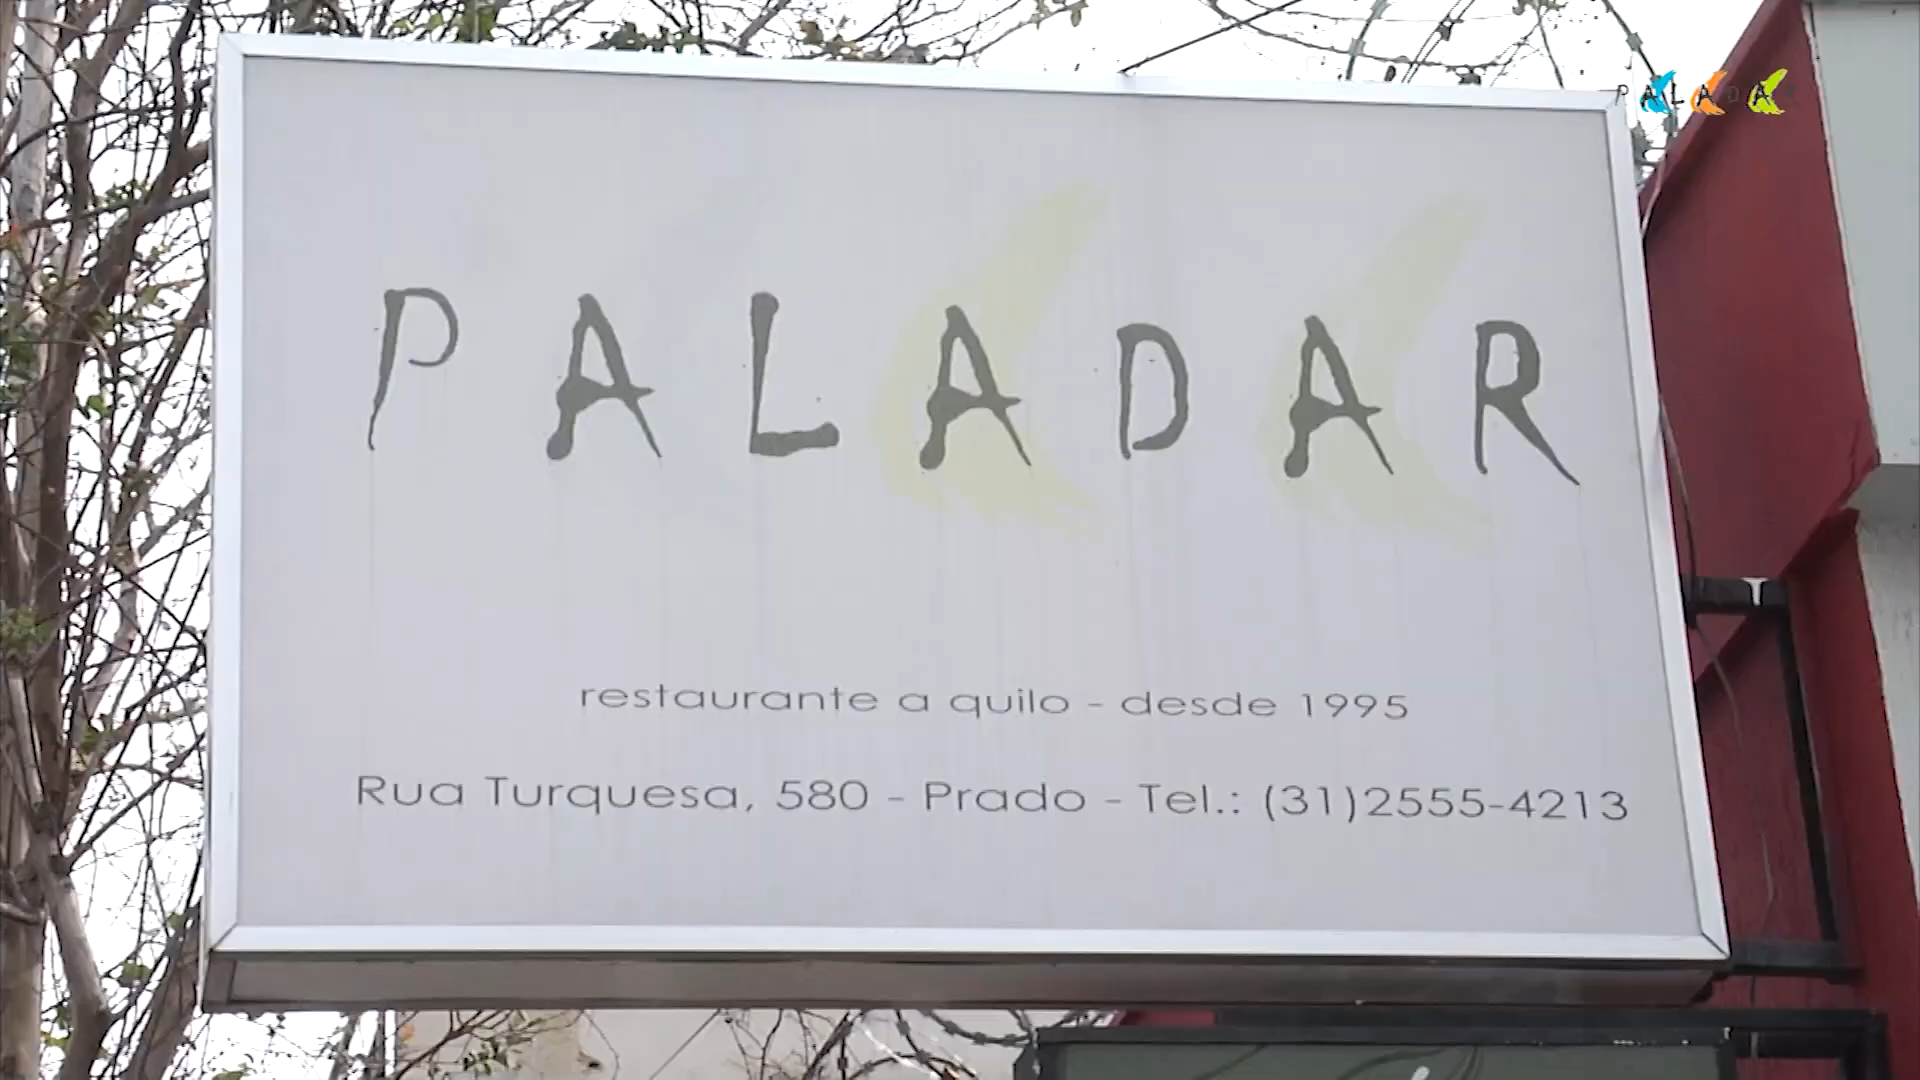 PALADAR
PALADAR
restaurante a quilo - desde 1995
Rua Turquesa, 580 - Prado - Tel.: (31)2555-4213